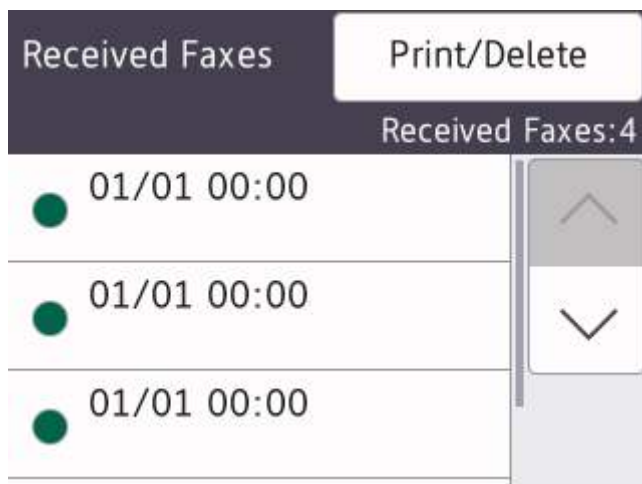 Received Faxes
Print/Delete
Received Faxes:4
01/01 00:00
01/01 00:00
01/01 00:00